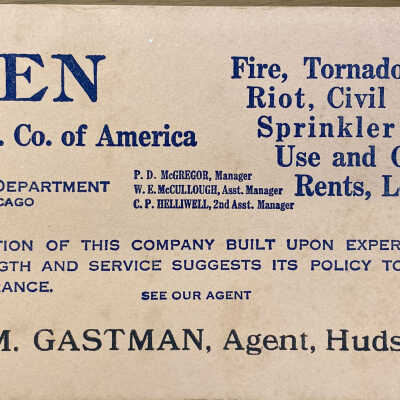 EN
. Co. of America
DEPARTMENT
CAGO
P. D. McGREGOR, Manager
W. E. McCULLOUGH, Asst. Manager
C. P. HELLIWELL, 2nd Asst. Manager
Fire, Tornado
Riot, Civil
Sprinkler
Use and O
Rents, L
TION OF THIS COMPANY BUILT UPON EXPER
GTH AND SERVICE SUGGESTS ITS POLICY TO
RANCE.
SEE OUR AGENT
M. GASTMAN, Agent, Huds